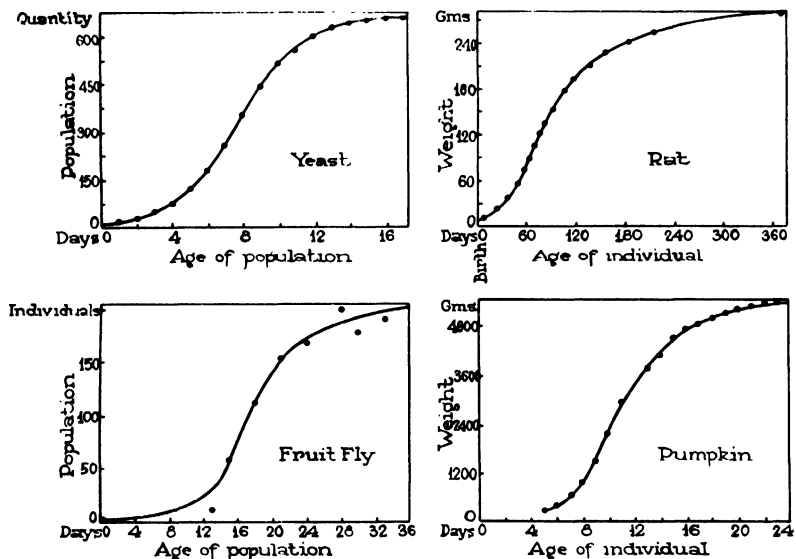 Quantity
600
450
300
150
0
Population
Yeast
Days
4
8
12
16
Age of population
Gms
240
180
120
60
0
Weight
Rat
Days
0
60
120
180
240
300
360
Birth
Age of individual
Individuals
150
100
50
0
Population
Fruit Fly
Days
0
4
8
12
16
20
24
28
32
36
Age of population
Gms
4800
3600
2400
1200
0
Weight
Pumpkin
Days
0
4
8
12
16
20
24
Age of individual